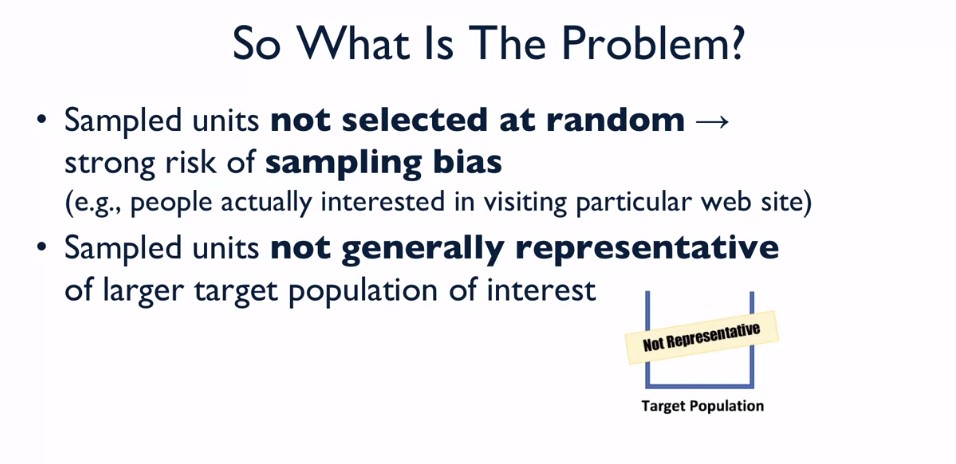 So What Is The Problem?
• Sampled units not selected at random →
strong risk of sampling bias
(e.g., people actually interested in visiting particular web site)
• Sampled units not generally representative
of larger target population of interest
Not Representative
Target Population